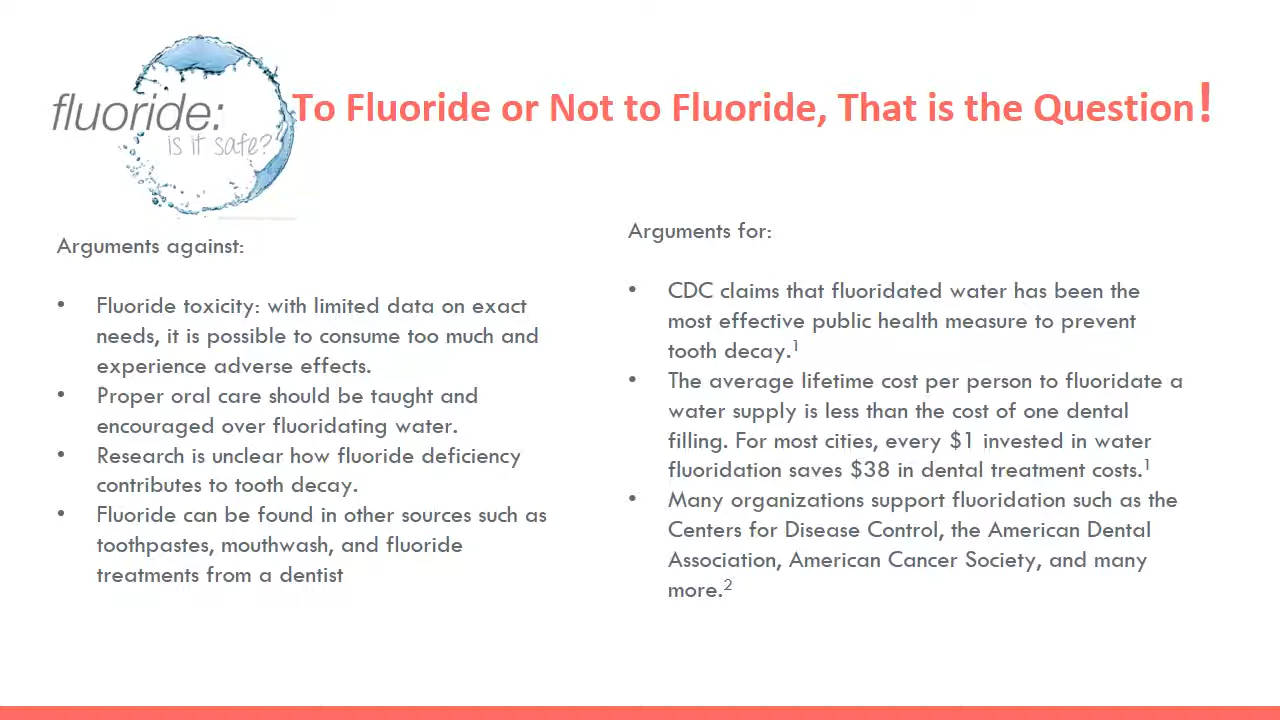 fluoride:
is it safe?
To Fluoride or Not to Fluoride, That is the Question!
Arguments against:
• Fluoride toxicity: with limited data on exact
needs, it is possible to consume too much and
experience adverse effects.
• Proper oral care should be taught and
encouraged over fluoridating water.
• Research is unclear how fluoride deficiency
contributes to tooth decay.
• Fluoride can be found in other sources such as
toothpastes, mouthwash, and fluoride
treatments from a dentist
Arguments for:
• CDC claims that fluoridated water has been the
most effective public health measure to prevent
tooth decay.¹
• The average lifetime cost per person to fluoridate a
water supply is less than the cost of one dental
filling. For most cities, every $1 invested in water
fluoridation saves $38 in dental treatment costs.¹
• Many organizations support fluoridation such as the
Centers for Disease Control, the American Dental
Association, American Cancer Society, and many
more.²